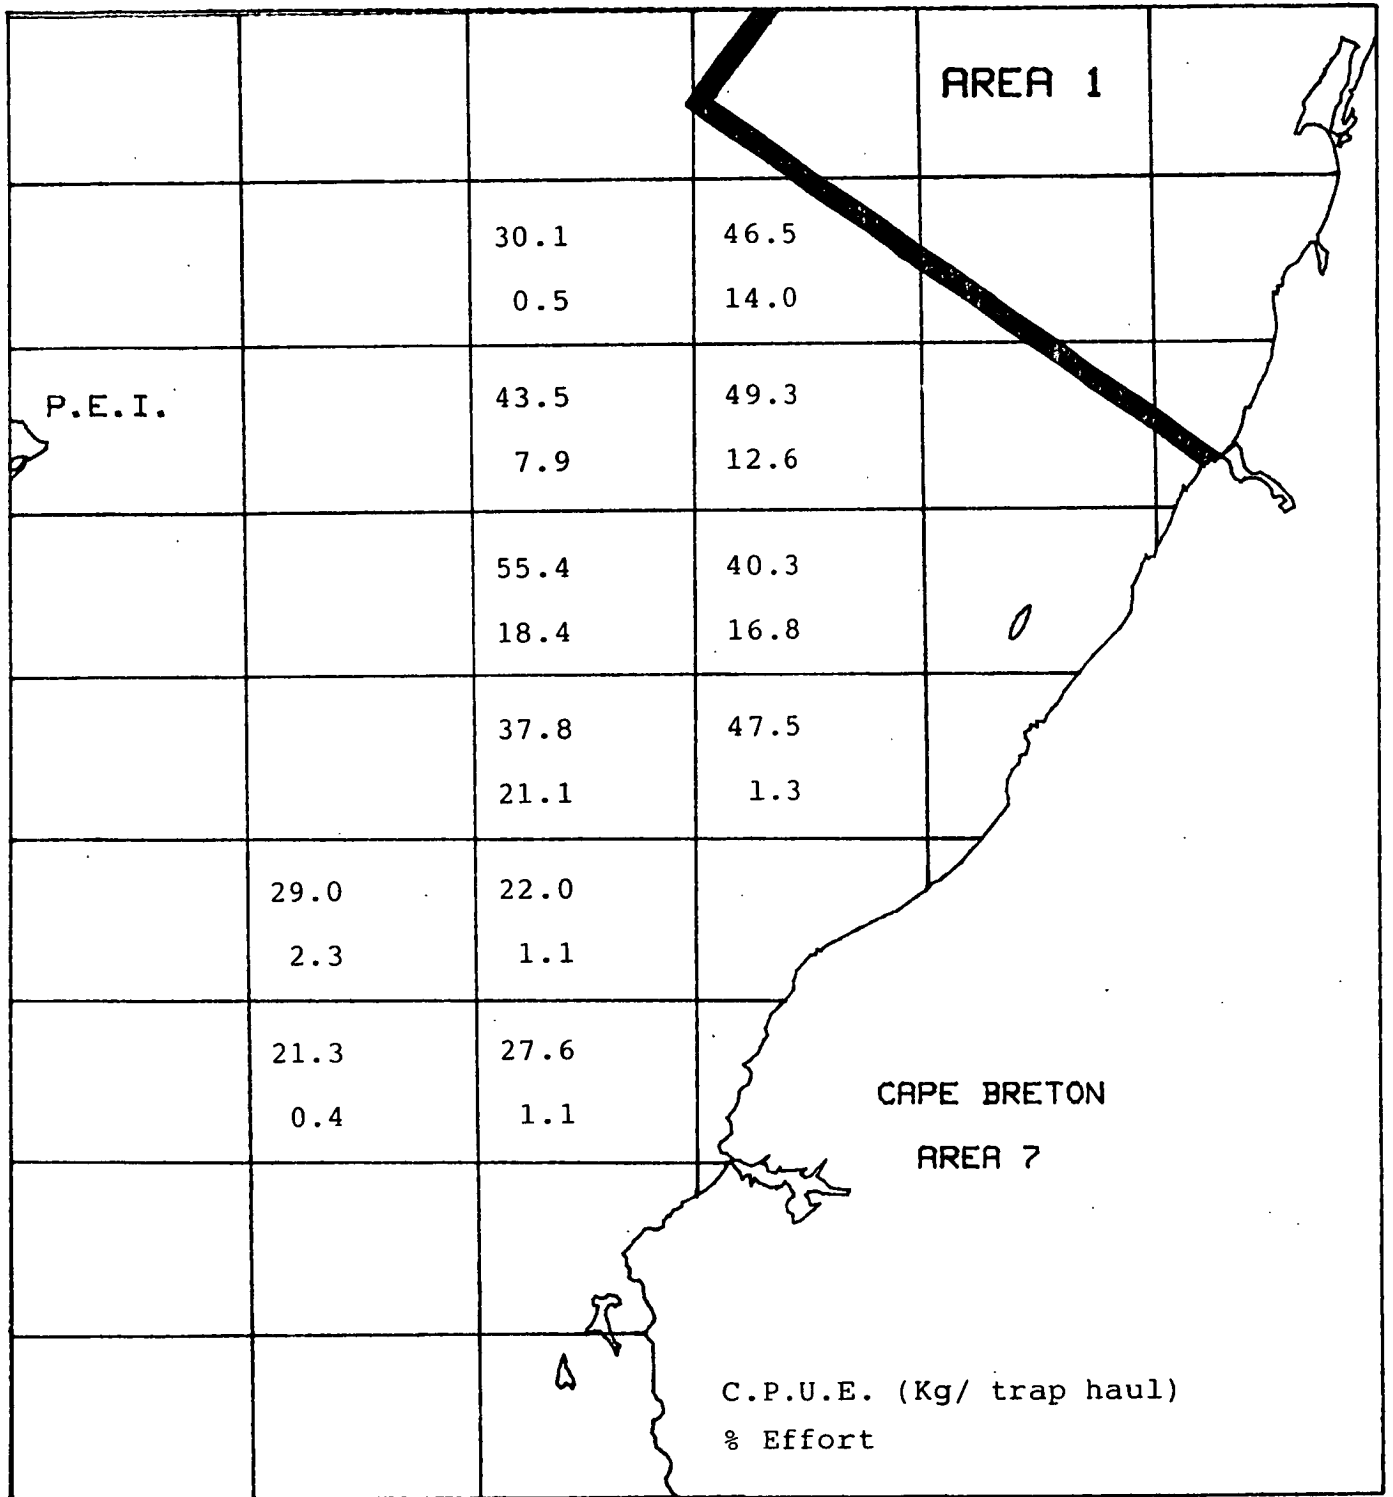 AREA 1
30.1 46.5
0.5 14.0
P.E.I. 43.5 49.3
7.9 12.6
55.4 40.3
18.4 16.8
37.8 47.5
21.1 1.3
29.0 22.0
2.3 1.1
21.3 27.6
0.4 1.1
CAPE BRETON
AREA 7
C.P.U.E. (Kg/ trap haul)
% Effort